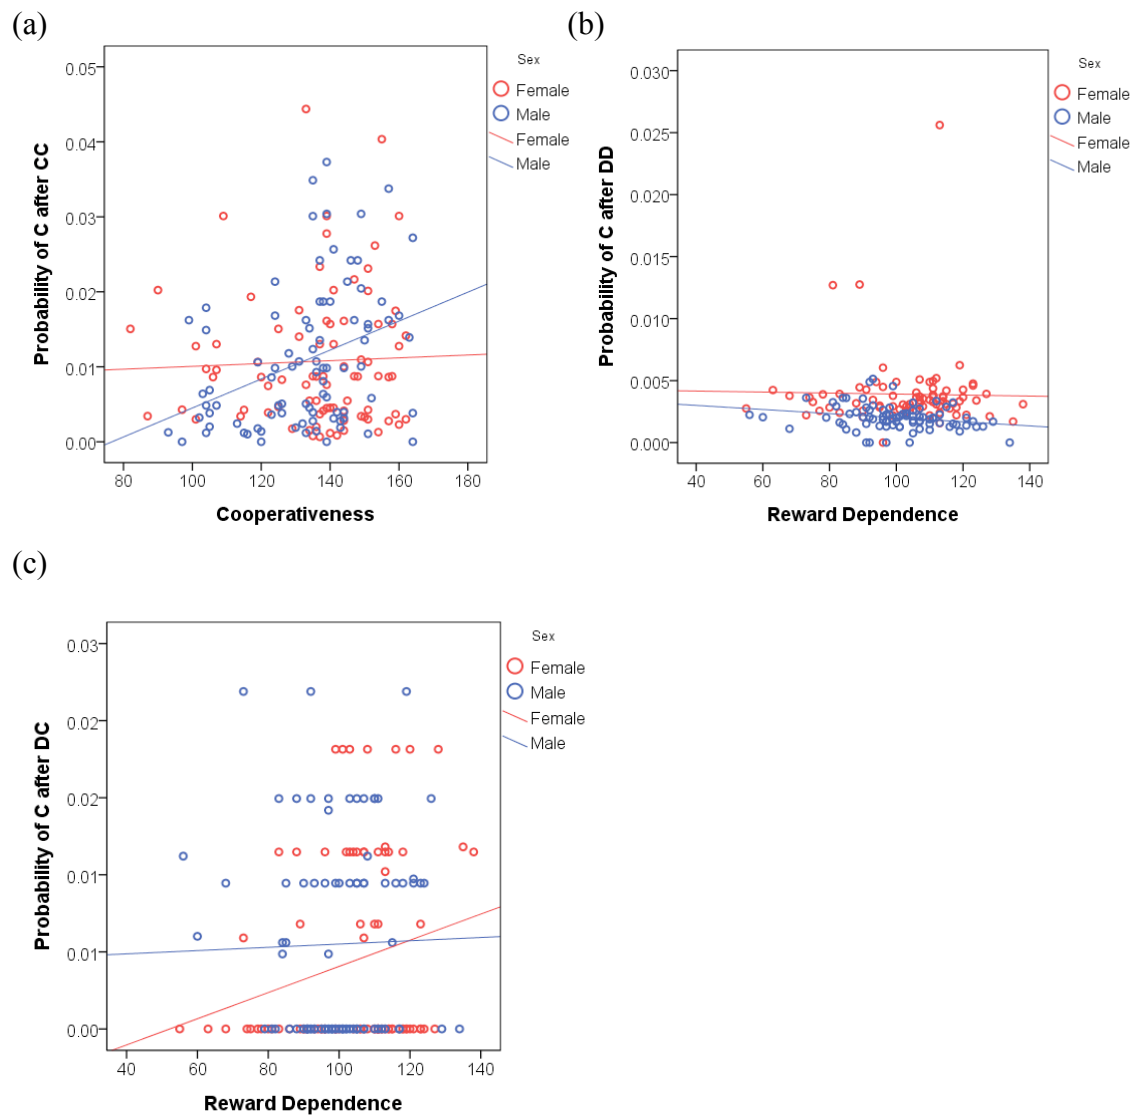 (a)
Probability of C after CC
0.05
0.04
0.03
0.02
0.01
0.00
80 100 120 140 160 180
Cooperativeness
Sex
Female
Male
Female
Male
(b)
Probability of C after DD
0.030
0.025
0.020
0.015
0.010
0.005
0.000
40 60 80 100 120 140
Reward Dependence
Sex
Female
Male
Female
Male
(c)
Probability of C after DC
0.03
0.02
0.02
0.01
0.01
0.00
40 60 80 100 120 140
Reward Dependence
Sex
Female
Male
Female
Male